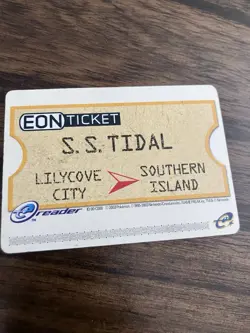 EON TICKET
S.S.TIDAL
LILYCOVE CITY
SOUTHERN ISLAND
e reader